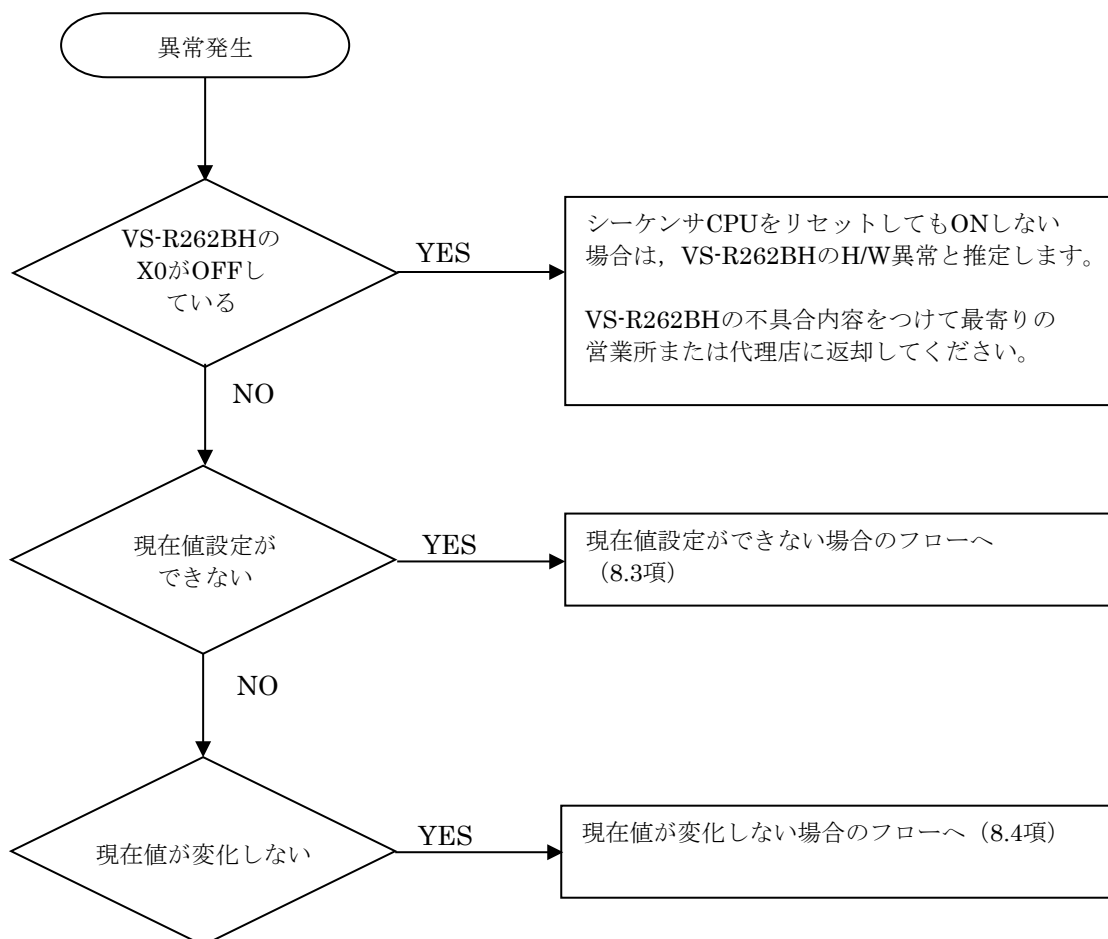 異常発生
VS-R262BHの
X0がOFFし
ている
YES
シーケンサCPUをリセットしてもONしない
場合は，VS-R262BHのH/W異常と推定します。
VS-R262BHの不具合内容をつけて最寄りの
営業所または代理店に返却してください。
NO
現在値設定が
できない
YES
現在値設定ができない場合のフローへ
（8.3項）
NO
現在値が変化しない
YES
現在値が変化しない場合のフローへ（8.4項）